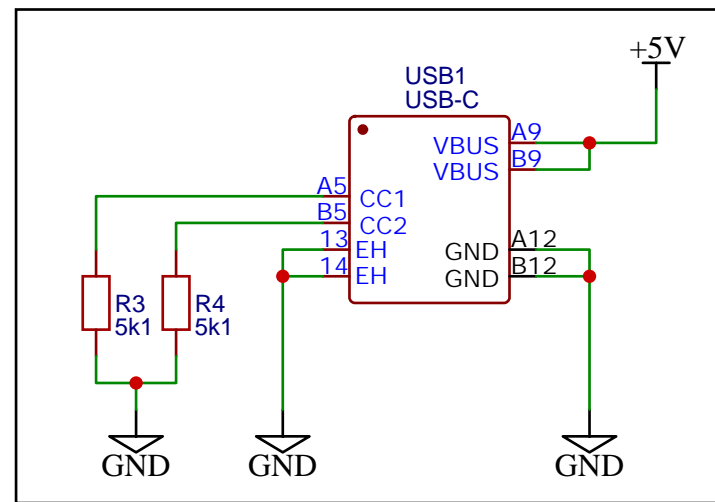 +5V
USB1
USB-C
VBUS A9
VBUS B9
A5 CC1
B5 CC2
13 EH
14 EH
GND A12
GND B12
R3
5k1
R4
5k1
GND
GND
GND